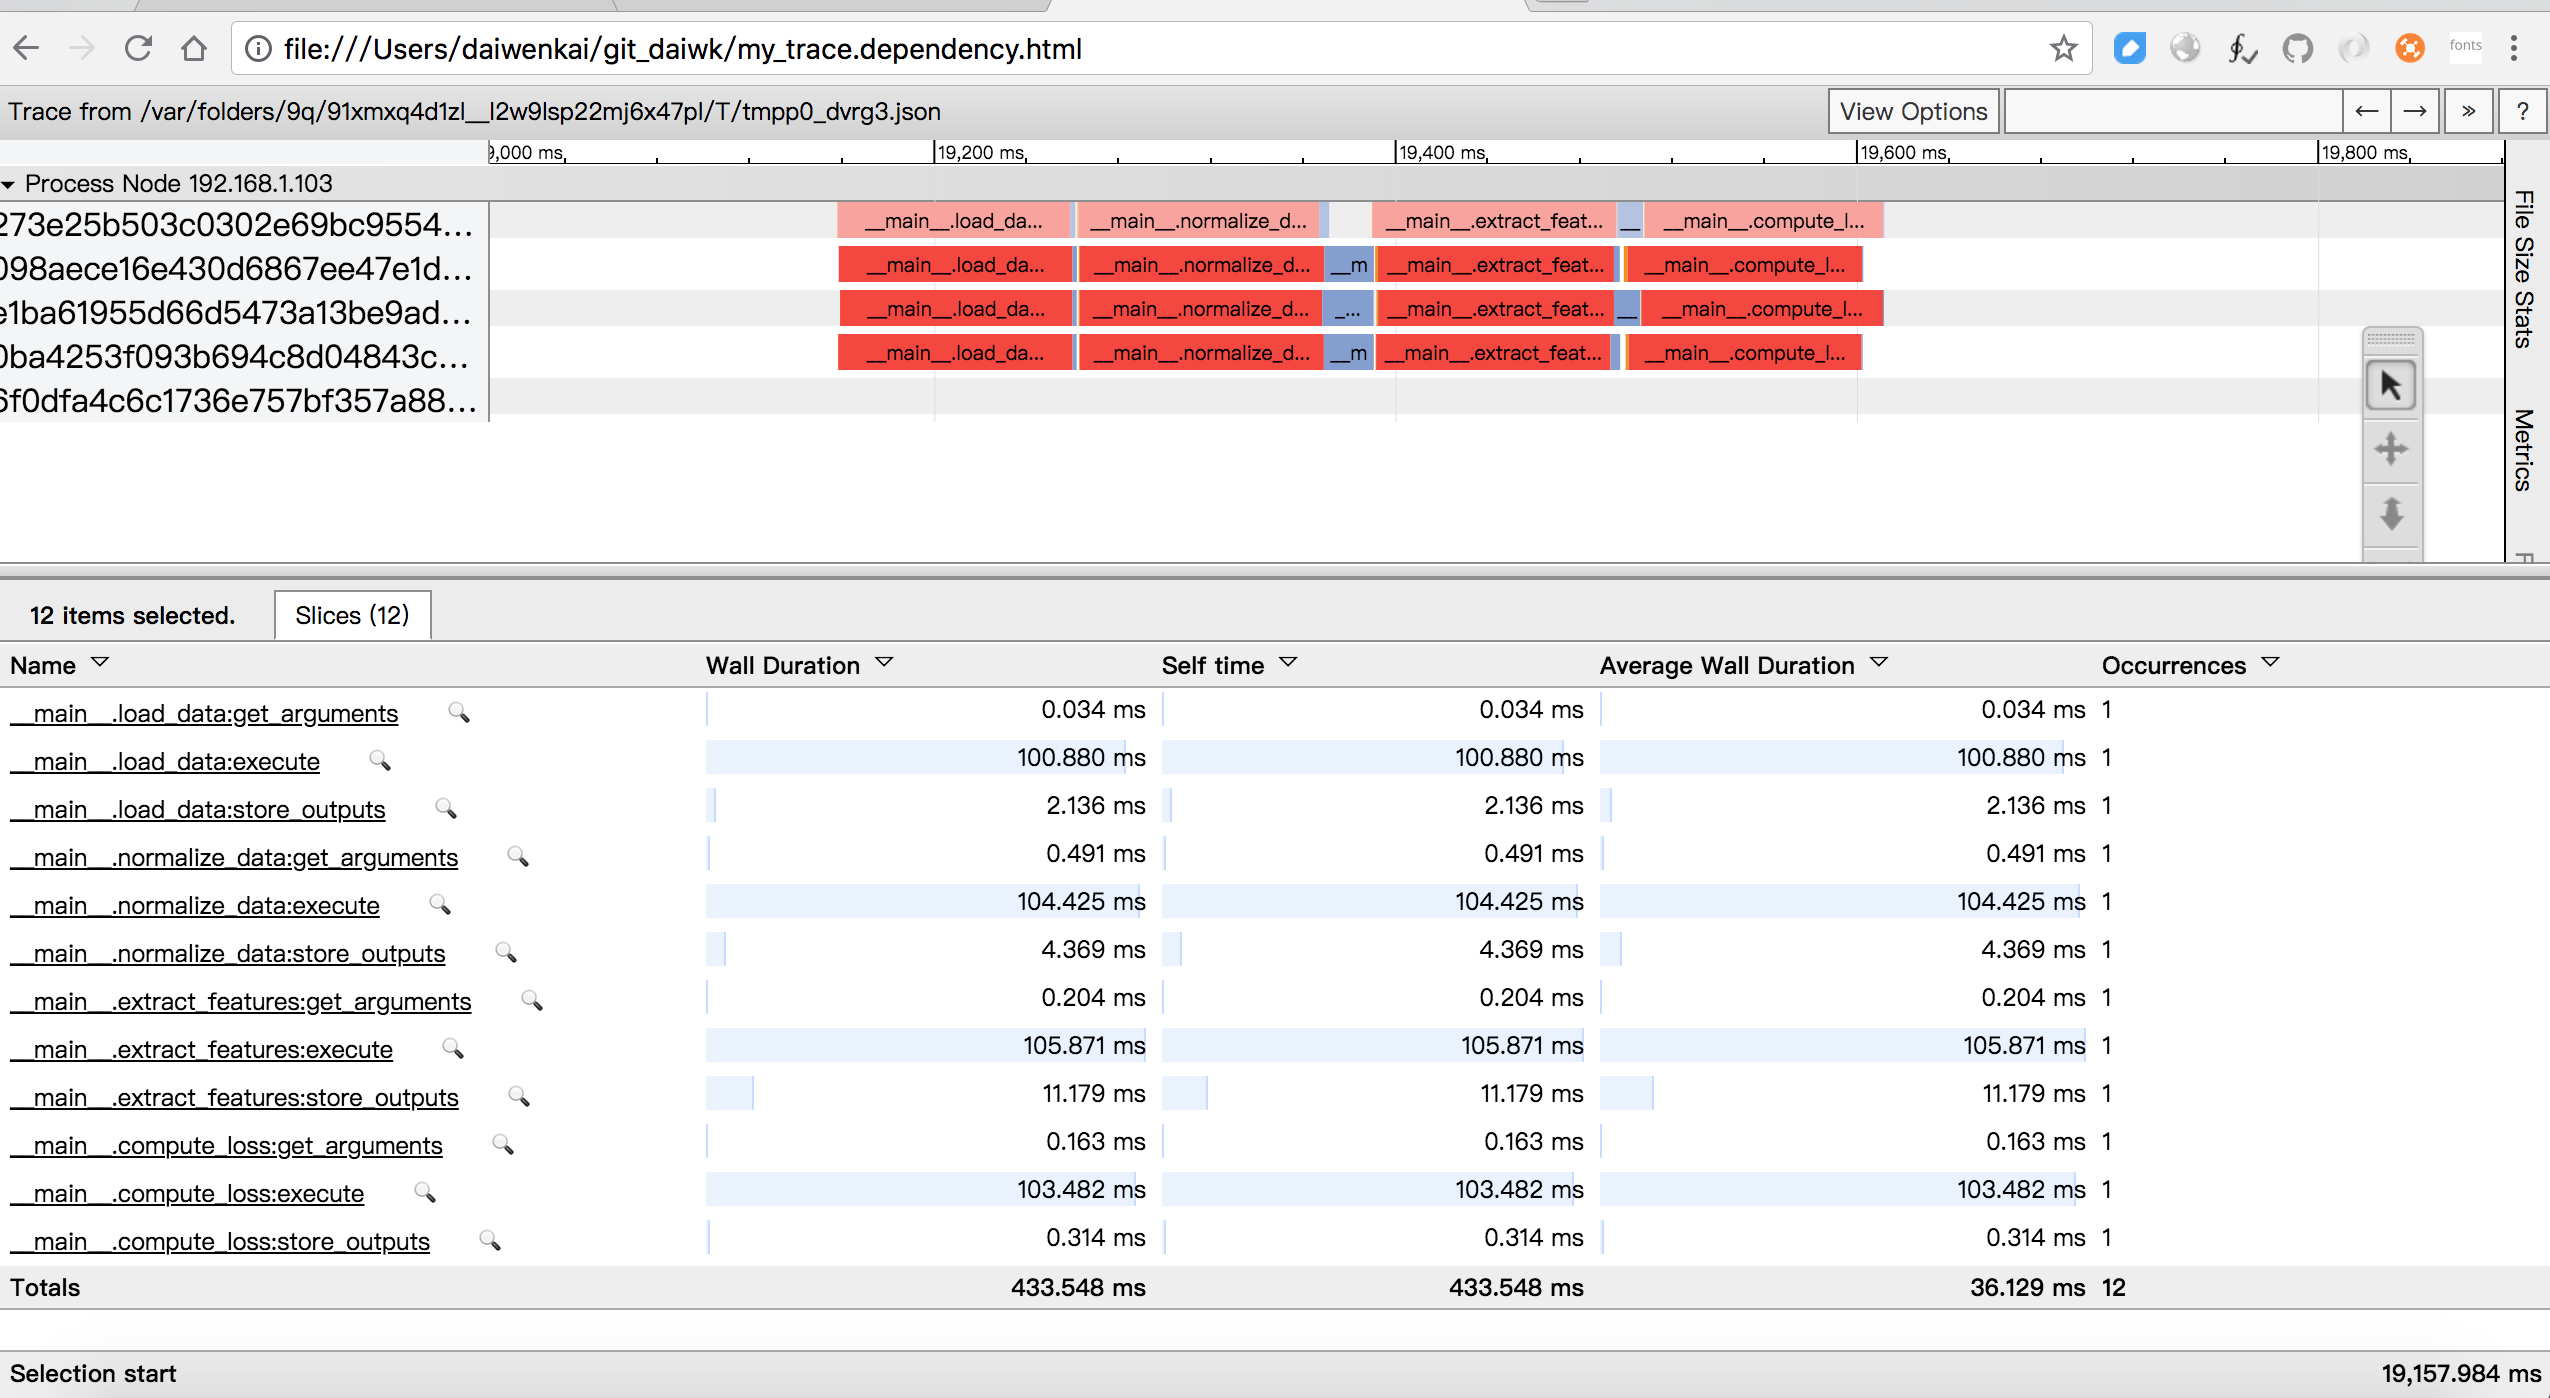 file:///Users/daiwenkai/git_daiwk/my_trace.dependency.html
fonts
Trace from /var/folders/9q/91xmxq4d1zl__l2w9lsp22mj6x47pl/T/tmpp0_dvrg3.json
View Options ← → » ?
9,000 ms 19,200 ms 19,400 ms 19,600 ms 19,800 ms
Process Node 192.168.1.103
273e25b503c0302e69bc9554... __main__.load_da... __main__.normalize_d... __main__.extract_feat... __ __main__.compute_l...
098aece16e430d6867ee47e1d... __main__.load_da... __main__.normalize_d... __m __main__.extract_feat... __main__.compute_l...
e1ba61955d66d5473a13be9ad... __main__.load_da... __main__.normalize_d... _... __main__.extract_feat... __ __main__.compute_l...
0ba4253f093b694c8d04843c... __main__.load_da... __main__.normalize_d... __m __main__.extract_feat... __main__.compute_l...
6f0dfa4c6c1736e757bf357a88...
File Size Stats
Metrics
12 items selected. Slices (12)
Name Wall Duration Self time Average Wall Duration Occurrences
__main__.load_data:get_arguments 0.034 ms 0.034 ms 0.034 ms 1
__main__.load_data:execute 100.880 ms 100.880 ms 100.880 ms 1
__main__.load_data:store_outputs 2.136 ms 2.136 ms 2.136 ms 1
__main__.normalize_data:get_arguments 0.491 ms 0.491 ms 0.491 ms 1
__main__.normalize_data:execute 104.425 ms 104.425 ms 104.425 ms 1
__main__.normalize_data:store_outputs 4.369 ms 4.369 ms 4.369 ms 1
__main__.extract_features:get_arguments 0.204 ms 0.204 ms 0.204 ms 1
__main__.extract_features:execute 105.871 ms 105.871 ms 105.871 ms 1
__main__.extract_features:store_outputs 11.179 ms 11.179 ms 11.179 ms 1
__main__.compute_loss:get_arguments 0.163 ms 0.163 ms 0.163 ms 1
__main__.compute_loss:execute 103.482 ms 103.482 ms 103.482 ms 1
__main__.compute_loss:store_outputs 0.314 ms 0.314 ms 0.314 ms 1
Totals 433.548 ms 433.548 ms 36.129 ms 12
Selection start 19,157.984 ms